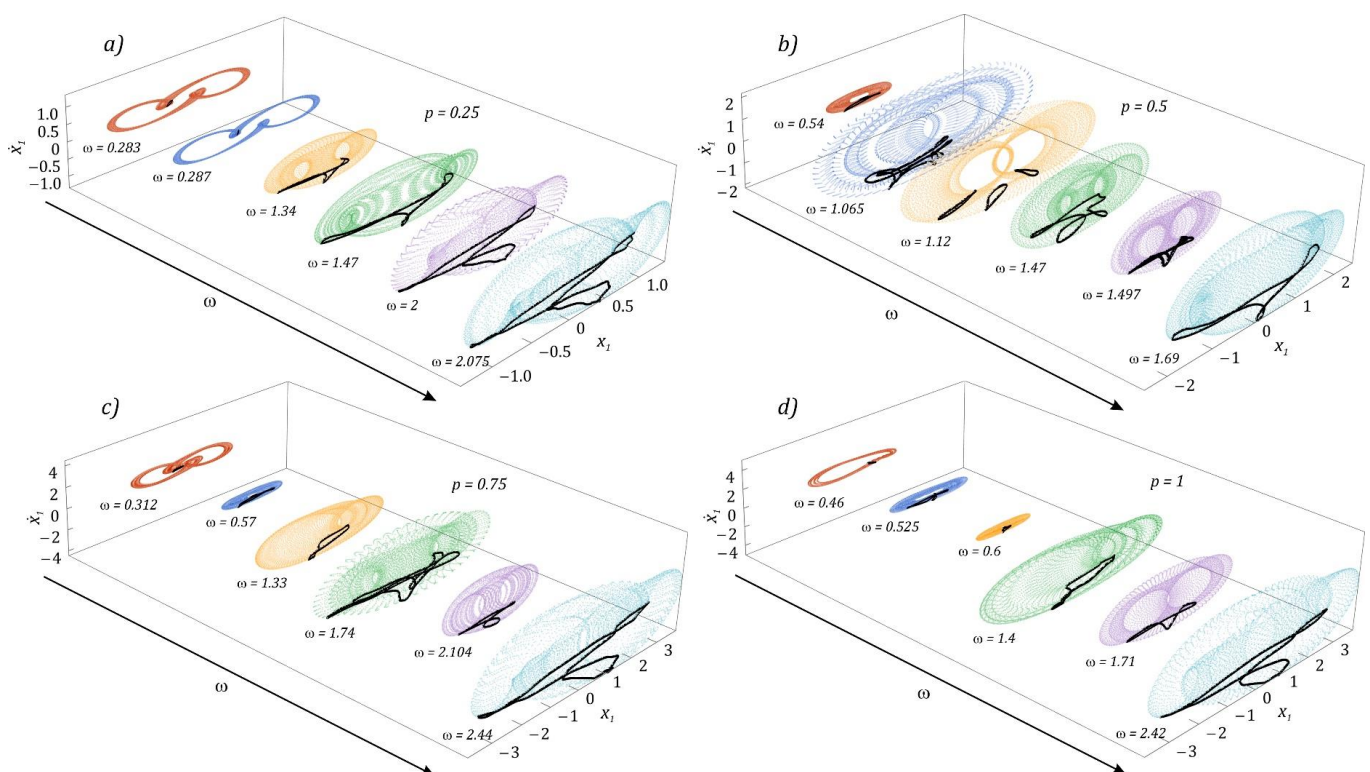 a)
p = 0.25
ẋ₁
1.0
0.5
0
−0.5
−1.0
ω = 0.283
ω = 0.287
ω = 1.34
ω = 1.47
ω = 2
ω = 2.075
ω
−1.0
−0.5
0
0.5
1.0
x₁
b)
p = 0.5
ẋ₁
2
1
0
−1
−2
ω = 0.54
ω = 1.065
ω = 1.12
ω = 1.47
ω = 1.497
ω = 1.69
ω
−2
−1
0
1
2
x₁
c)
p = 0.75
ẋ₁
4
2
0
−2
−4
ω = 0.312
ω = 0.57
ω = 1.33
ω = 1.74
ω = 2.104
ω = 2.44
ω
−3
−2
−1
0
1
2
3
x₁
d)
p = 1
ẋ₁
4
2
0
−2
−4
ω = 0.46
ω = 0.525
ω = 0.6
ω = 1.4
ω = 1.71
ω = 2.42
ω
−3
−2
−1
0
1
2
3
x₁